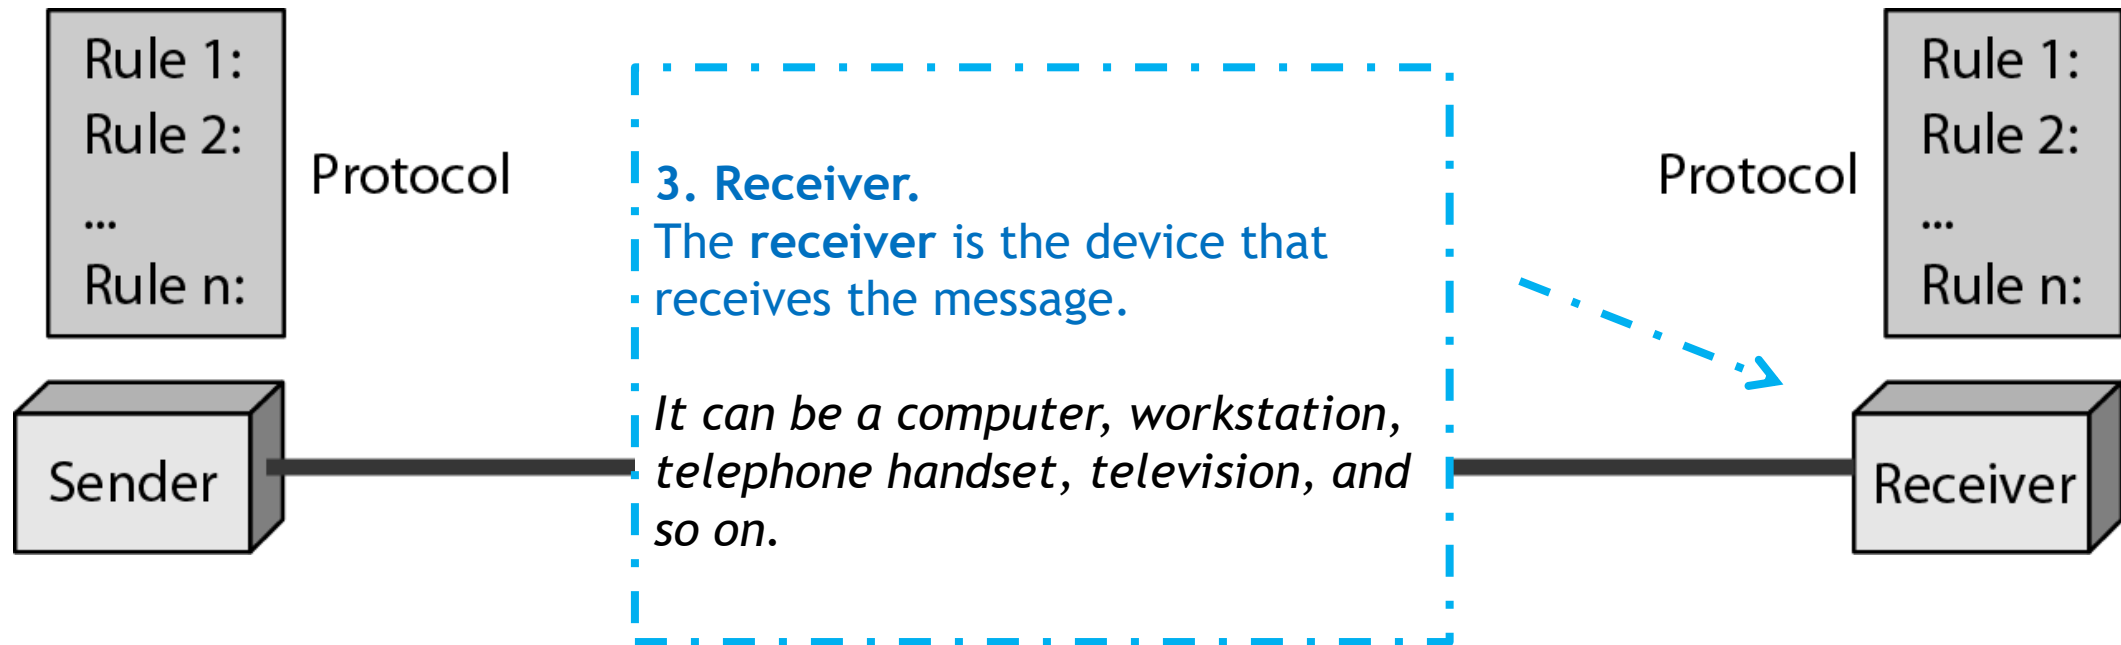 Rule 1:
Rule 2:
...
Rule n:
Protocol
Sender
3. Receiver.
The receiver is the device that
receives the message.
It can be a computer, workstation,
telephone handset, television, and
so on.
Protocol
Rule 1:
Rule 2:
...
Rule n:
Receiver